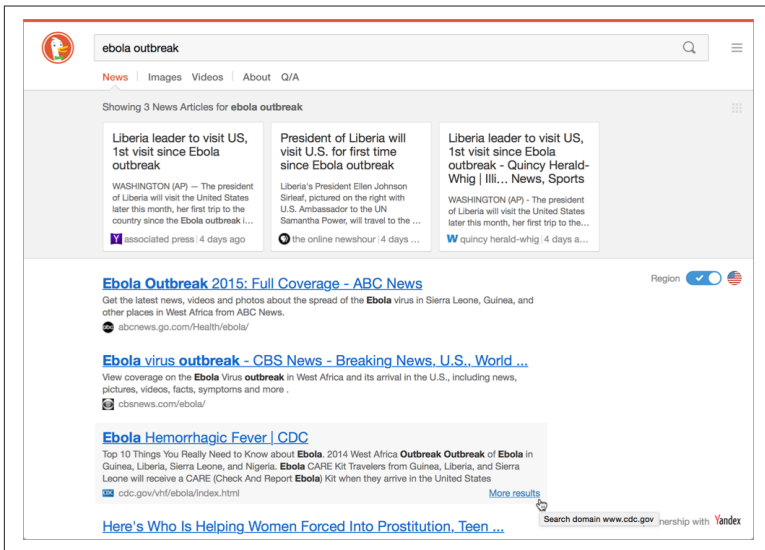 ebola outbreak
News Images Videos About Q/A
Showing 3 News Articles for ebola outbreak
Liberia leader to visit US,
1st visit since Ebola
outbreak
WASHINGTON (AP) — The president
of Liberia will visit the United States
later this month, her first trip to the
country since the Ebola outbreak i...
associated press | 4 days ago
President of Liberia will
visit U.S. for first time
since Ebola outbreak
Liberia's President Ellen Johnson
Sirleaf, pictured on the right with
U.S. Ambassador to the UN
Samantha Power, will travel to the ...
the online newshour | 4 days ...
Liberia leader to visit US,
1st visit since Ebola
outbreak - Quincy Herald-
Whig | Illi... News, Sports
WASHINGTON (AP) - The president
of Liberia will visit the United States
later this month, her first trip to the
country since the Ebola outbreak in...
W quincy herald-whig | 4 days a...
Region
Ebola Outbreak 2015: Full Coverage - ABC News
Get the latest news, videos and photos about the spread of the Ebola virus in Sierra Leone, Guinea, and
other places in West Africa from ABC News.
abc abcnews.go.com/Health/ebola/
Ebola virus outbreak - CBS News - Breaking News, U.S., World ...
View coverage on the Ebola Virus outbreak in West Africa and its arrival in the U.S., including news,
pictures, videos, facts, symptoms and more .
cbsnews.com/ebola/
Ebola Hemorrhagic Fever | CDC
Top 10 Things You Really Need to Know about Ebola. 2014 West Africa Outbreak Outbreak of Ebola in
Guinea, Liberia, Sierra Leone, and Nigeria. Ebola CARE Kit Travelers from Guinea, Liberia, and Sierra
Leone will receive a CARE (Check And Report Ebola) Kit when they arrive in the United States
CDC cdc.gov/vhf/ebola/index.html More results
Search domain www.cdc.gov
nership with Yandex
Here's Who Is Helping Women Forced Into Prostitution, Teen ...